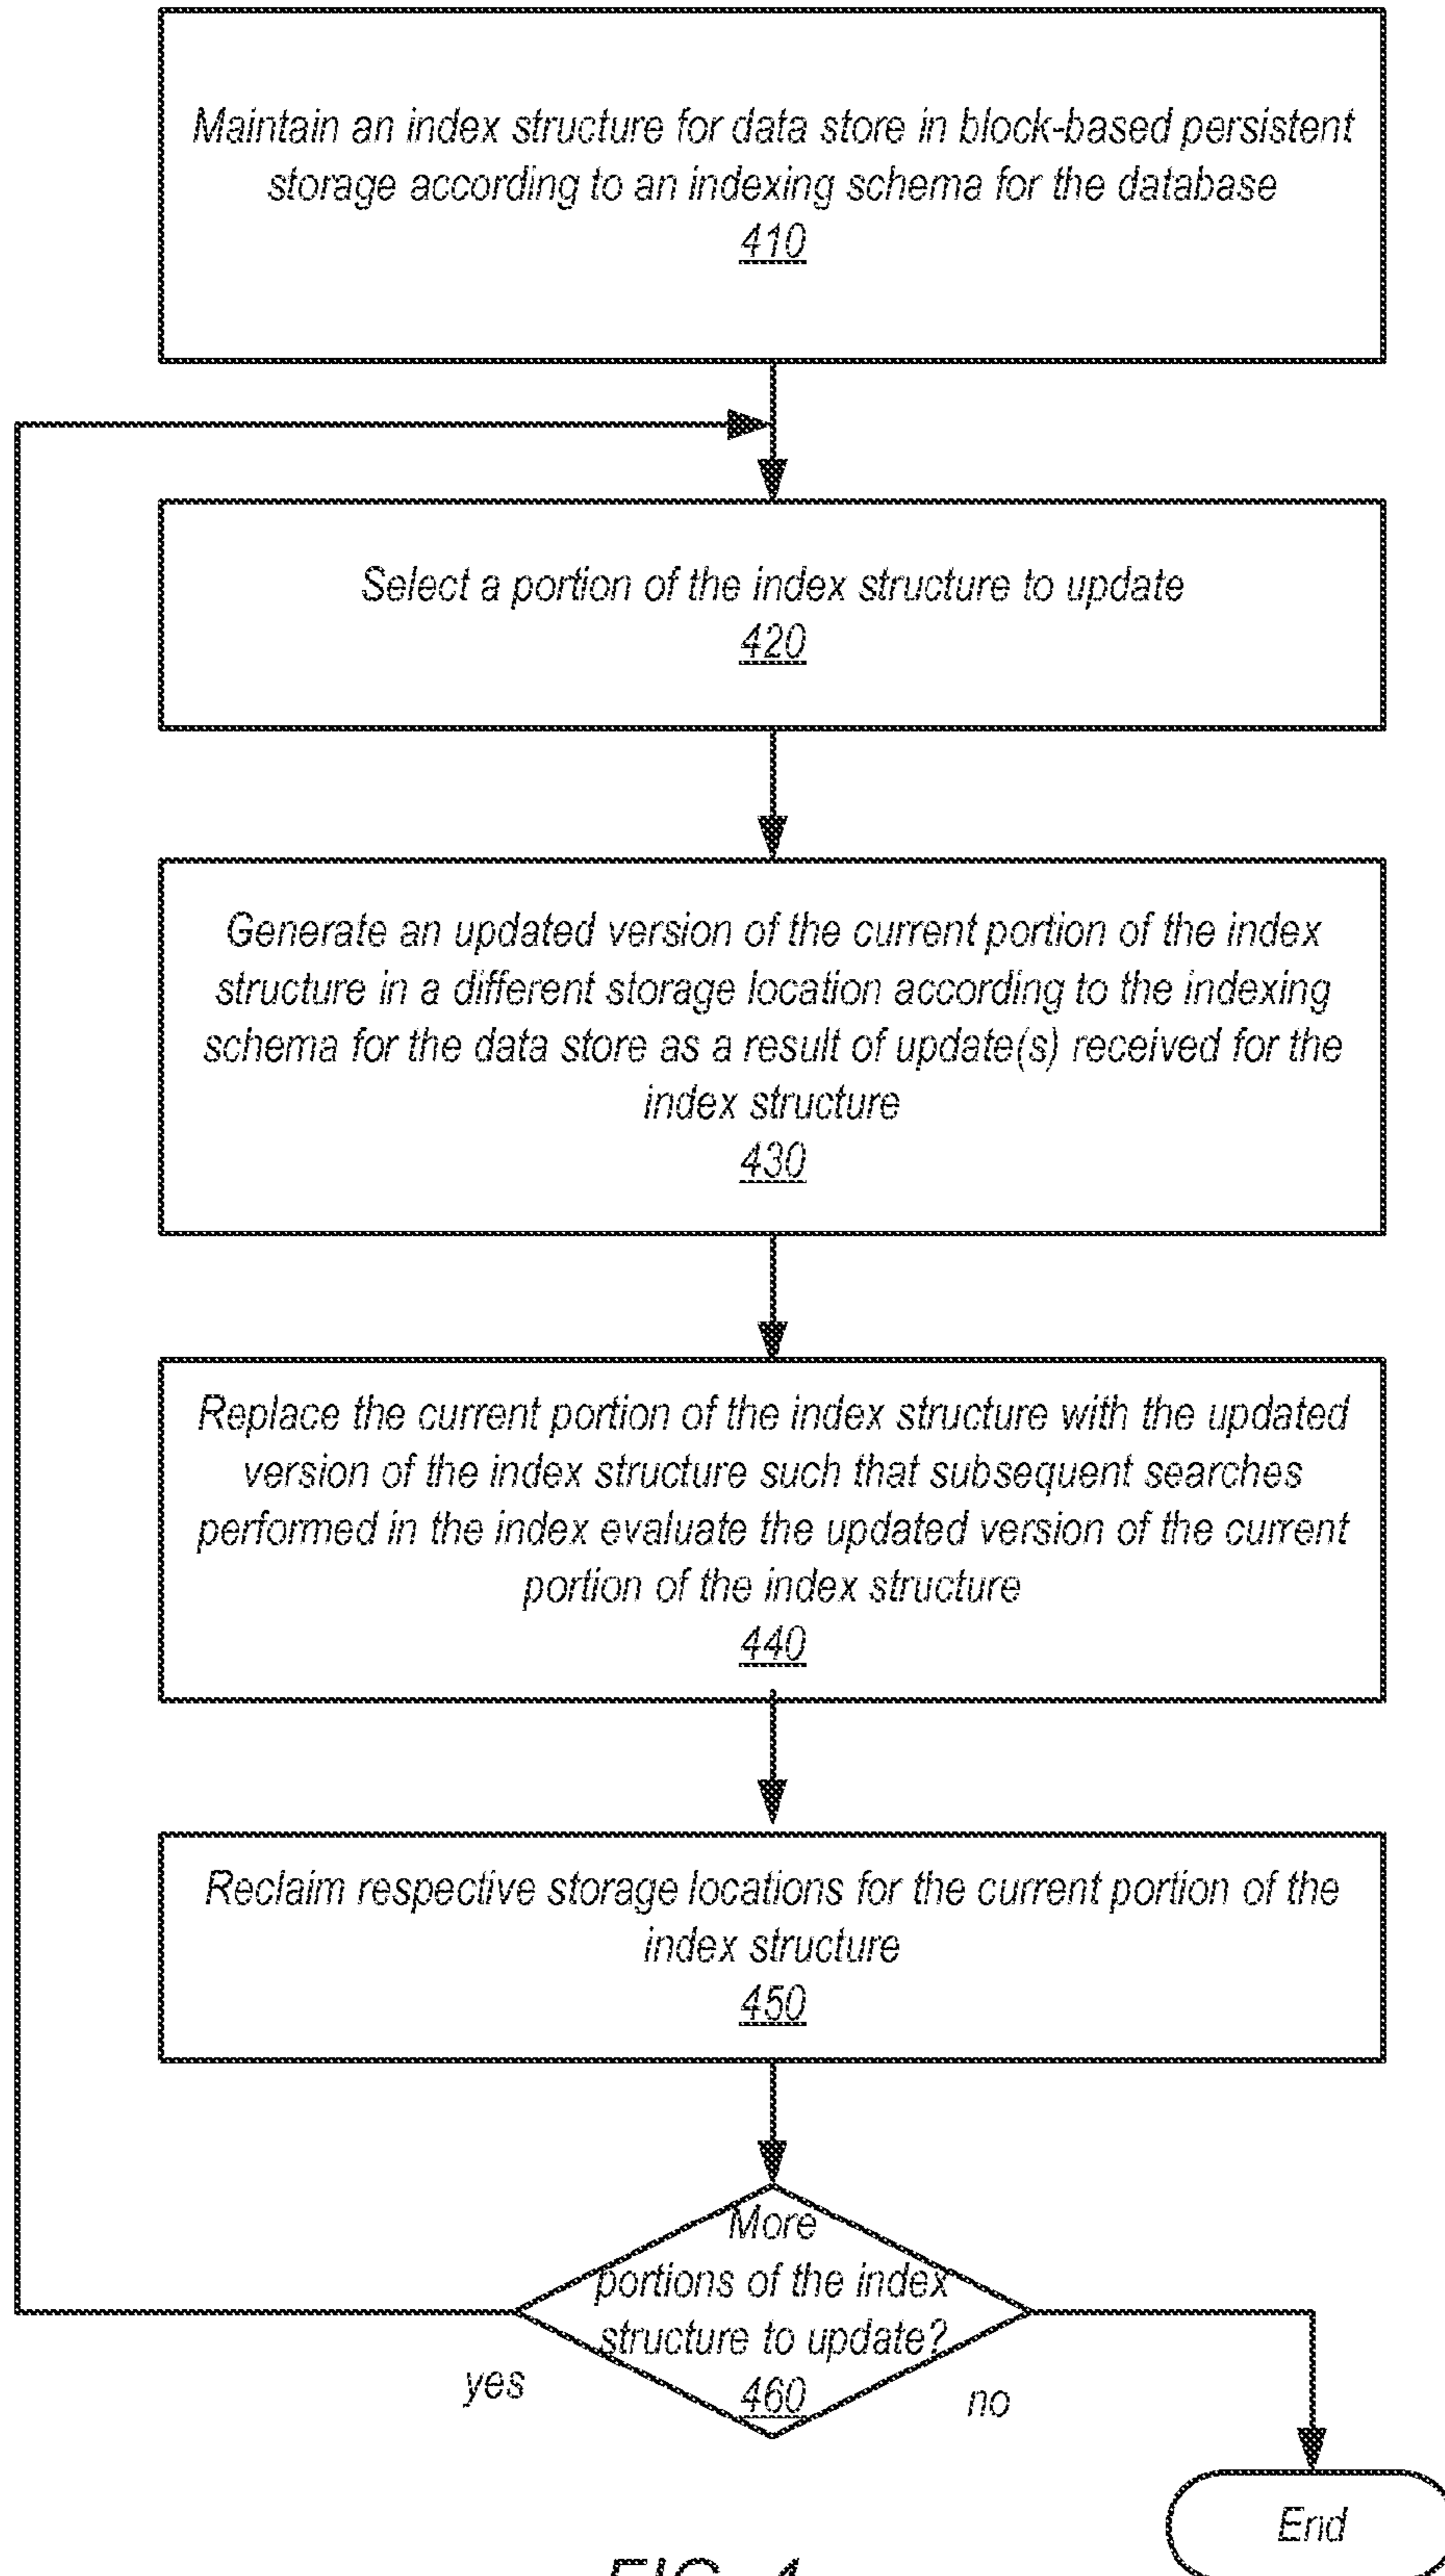 Maintain an index structure for data store in block-based persistent
storage according to an indexing schema for the database
410
Select a portion of the index structure to update
420
Generate an updated version of the current portion of the index
structure in a different storage location according to the indexing
schema for the data store as a result of update(s) received for the
index structure
430
Replace the current portion of the index structure with the updated
version of the index structure such that subsequent searches
performed in the index evaluate the updated version of the current
portion of the index structure
440
Reclaim respective storage locations for the current portion of the
index structure
450
More
portions of the index
structure to update?
460
yes
no
End
FIG. 4